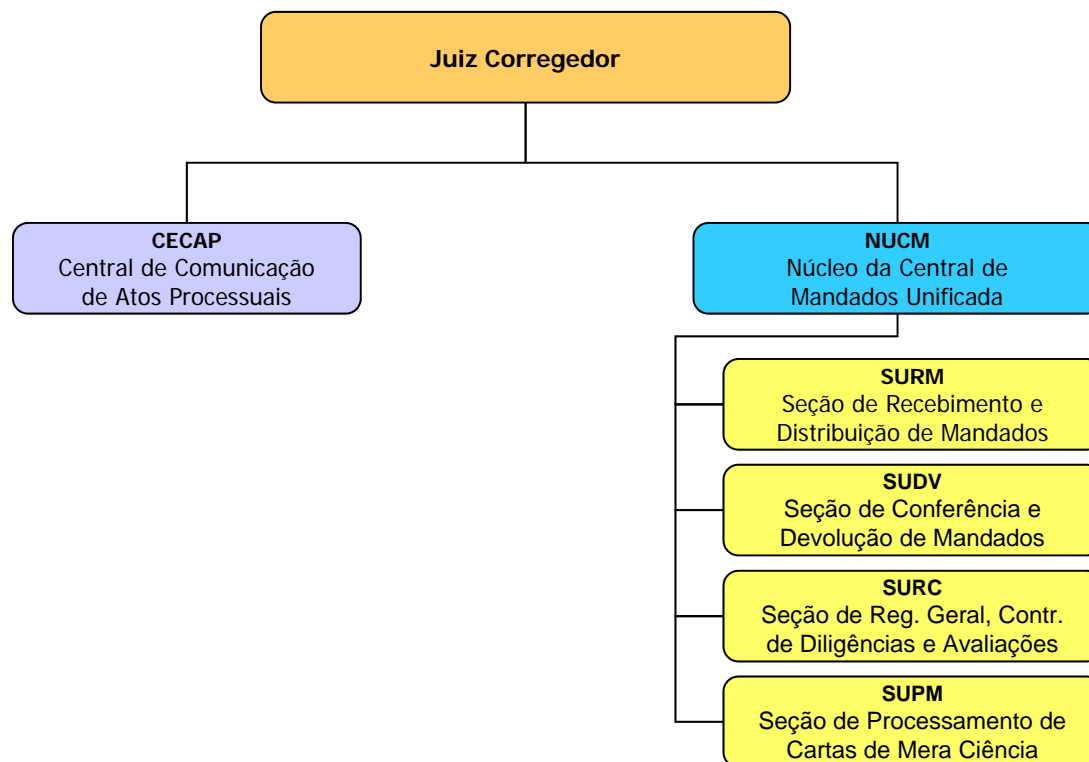 Juiz Corregedor
CECAP
Central de Comunicação
de Atos Processuais
NUCM
Núcleo da Central de
Mandados Unificada
SURM
Seção de Recebimento e
Distribuição de Mandados
SUDV
Seção de Conferência e
Devolução de Mandados
SURC
Seção de Reg. Geral, Contr.
de Diligências e Avaliações
SUPM
Seção de Processamento de
Cartas de Mera Ciência